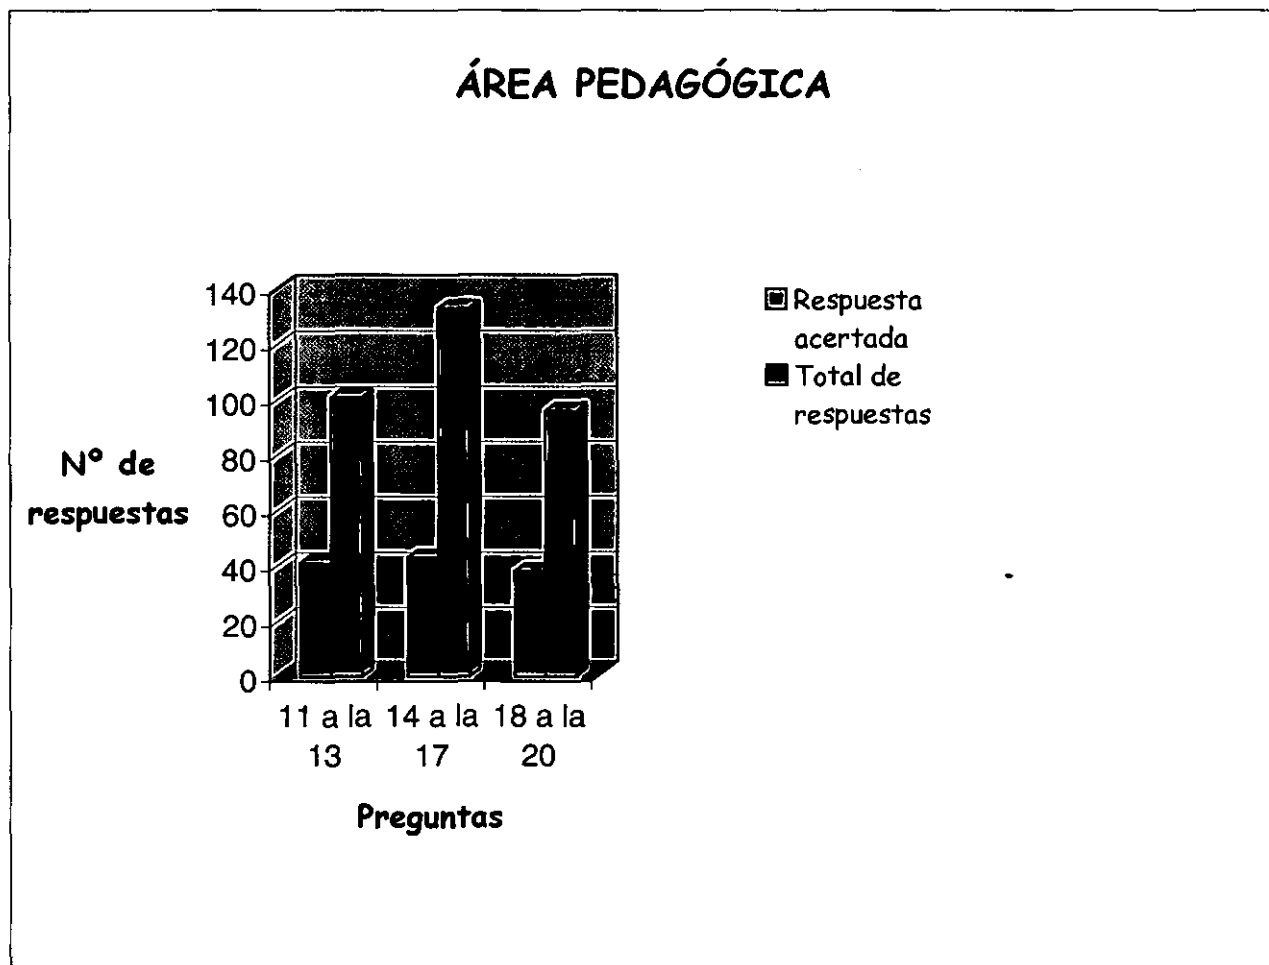 ÁREA PEDAGÓGICA
140
120
100
80
60
40
20
0
Nº de
respuestas
11 a la
13
14 a la
17
18 a la
20
Preguntas
Respuesta
acertada
Total de
respuestas